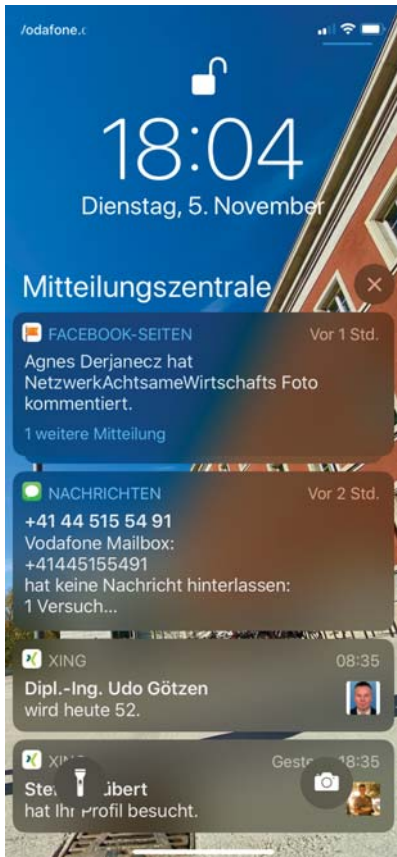 Vodafone.c
18:04
Dienstag, 5. November
Mitteilungszentrale
FACEBOOK-SEITEN
Vor 1 Std.
Agnes Derjanecz hat
NetzwerkAchtsameWirtschafts Foto
kommentiert.
1 weitere Mitteilung
NACHRICHTEN
Vor 2 Std.
+41 44 515 54 91
Vodafone Mailbox:
+41445155491
hat keine Nachricht hinterlassen:
1 Versuch...
XING
08:35
Dipl.-Ing. Udo Götzen
wird heute 52.
18:35
hat Ihr Profil besucht.